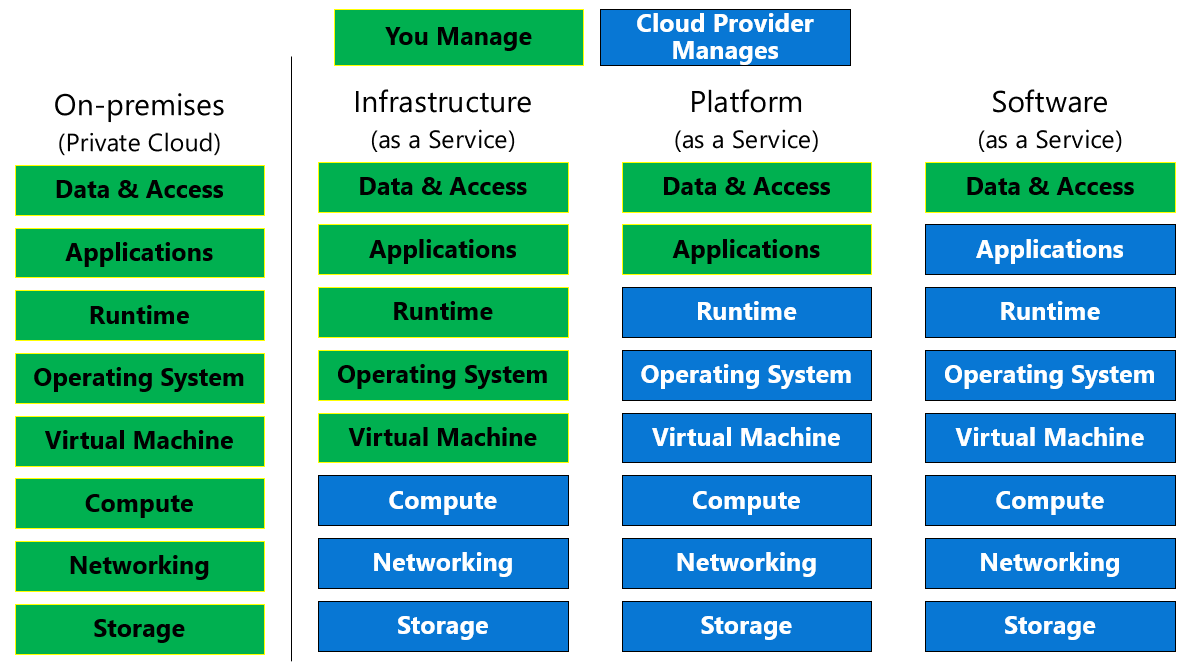 You Manage
Cloud Provider
Manages
On-premises
(Private Cloud)
Data & Access
Applications
Runtime
Operating System
Virtual Machine
Compute
Networking
Storage
Infrastructure
(as a Service)
Data & Access
Applications
Runtime
Operating System
Virtual Machine
Compute
Networking
Storage
Platform
(as a Service)
Data & Access
Applications
Runtime
Operating System
Virtual Machine
Compute
Networking
Storage
Software
(as a Service)
Data & Access
Applications
Runtime
Operating System
Virtual Machine
Compute
Networking
Storage